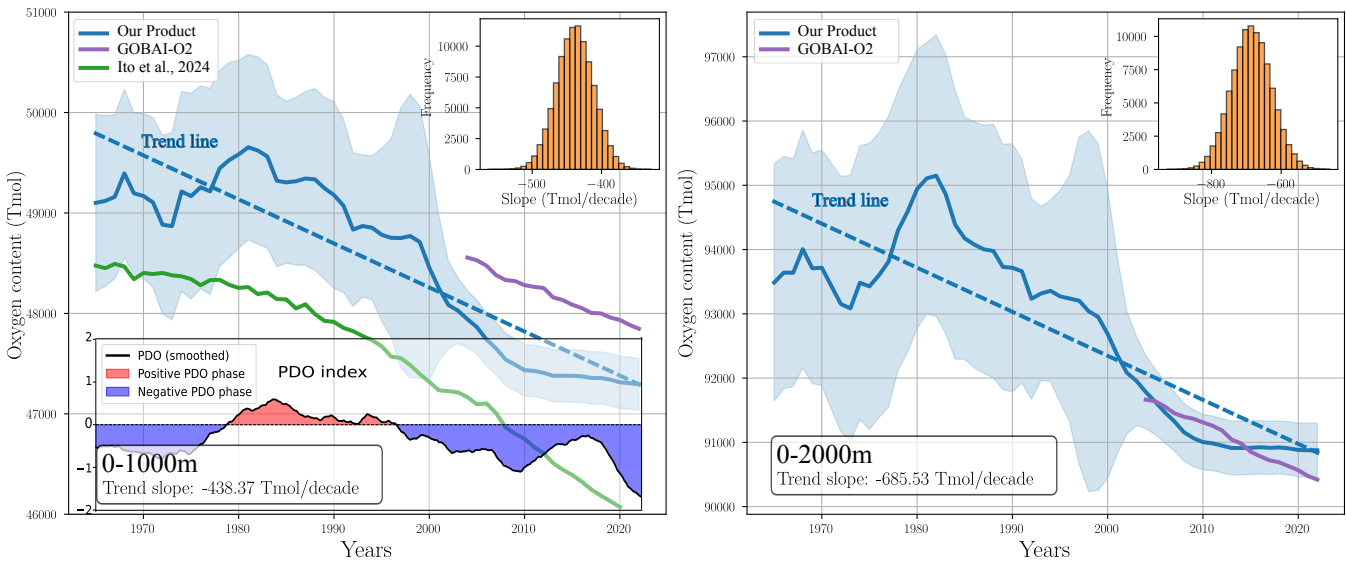 Our Product
GOBAI-O2
Ito et al., 2024
Trend line
Oxygen content (Tmol)
51000
50000
49000
48000
47000
46000
Frequency
10000
7500
5000
2500
0
−500
−400
Slope (Tmol/decade)
2
1
0
−1
−2
PDO (smoothed)
Positive PDO phase
Negative PDO phase
PDO index
0-1000m
Trend slope: -438.37 Tmol/decade
1970
1980
1990
2000
2010
2020
Years
Our Product
GOBAI-O2
Trend line
Oxygen content (Tmol)
97000
96000
95000
94000
93000
92000
91000
90000
Frequency
10000
7500
5000
2500
0
−800
−600
Slope (Tmol/decade)
0-2000m
Trend slope: -685.53 Tmol/decade
1970
1980
1990
2000
2010
2020
Years